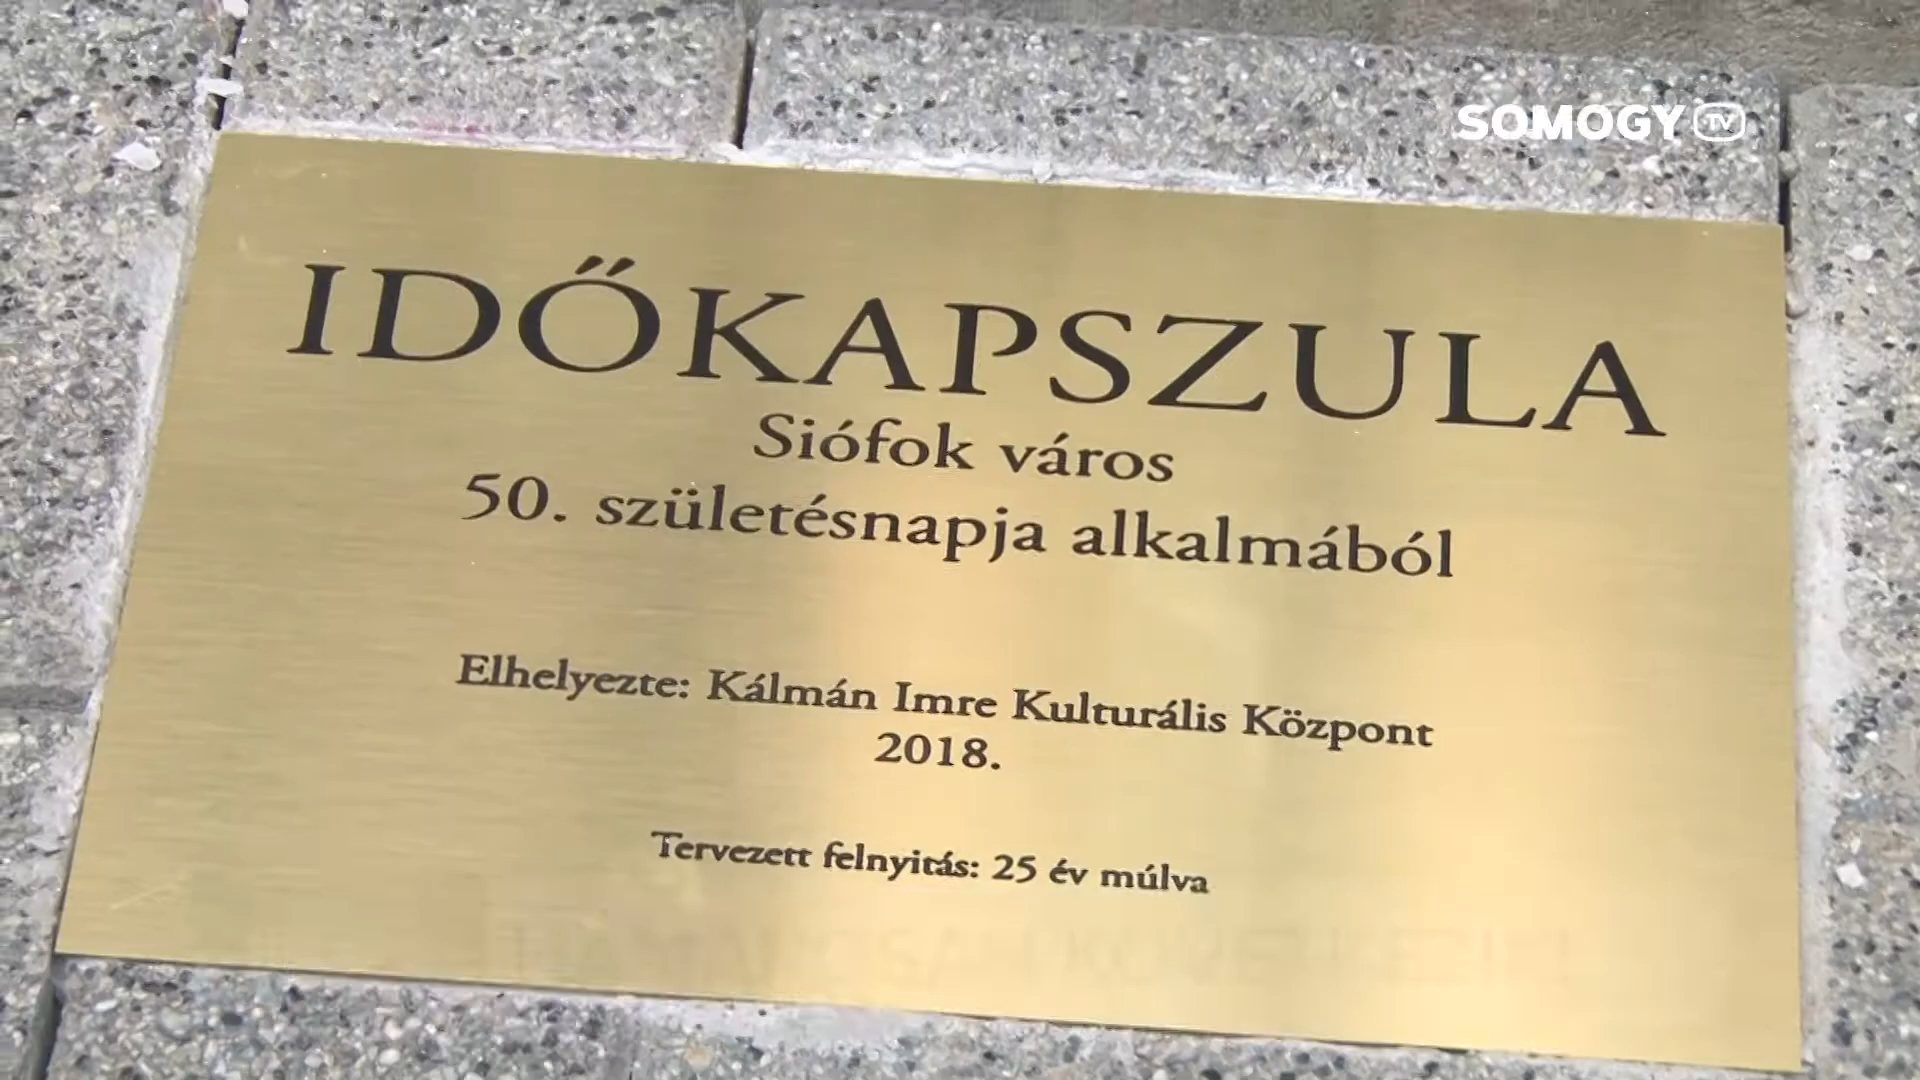 SOMOGY TV
IDŐKAPSZULA
Siófok város
50. születésnapja alkalmából
Elhelyezte: Kálmán Imre Kulturális Központ
2018.
Tervezett felnyitás: 25 év múlva